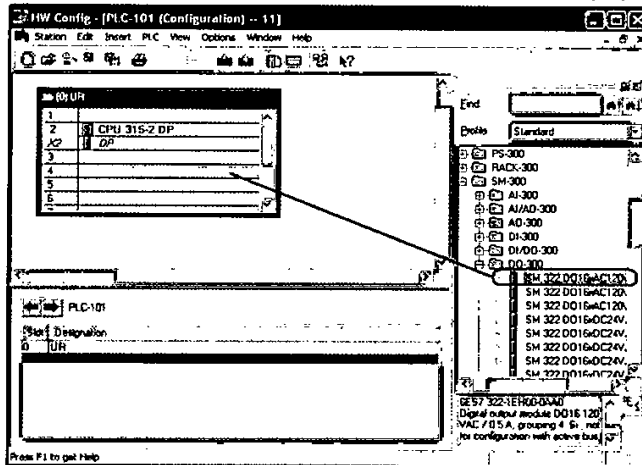 HW Config - [PLC-101 (Configuration) -- 11]
Station Edit Insert PLC View Options Window Help
(0) UR
1
2 CPU 315-2 DP
X2 DP
3
4
5
6
Find
Profile Standard
PS-300
RACK-300
SM-300
AI-300
AI/AO-300
AO-300
DI-300
DI/DO-300
DO-300
SM 322 DO16xAC120V
SM 322 DO16xAC120V
SM 322 DO16xAC120V
SM 322 DO16xDC24V
SM 322 DO16xDC24V
SM 322 DO16xDC24V
SM 322 DO16xDC24V
SM 322 DO16xDC24V
PLC-101
Slot Designation
0 UR
6ES7 322-1EH00-0AA0
Digital output module DO16 120
VAC / 0.5 A, grouping 4 not
for configuration with active bus
Press F1 to get Help